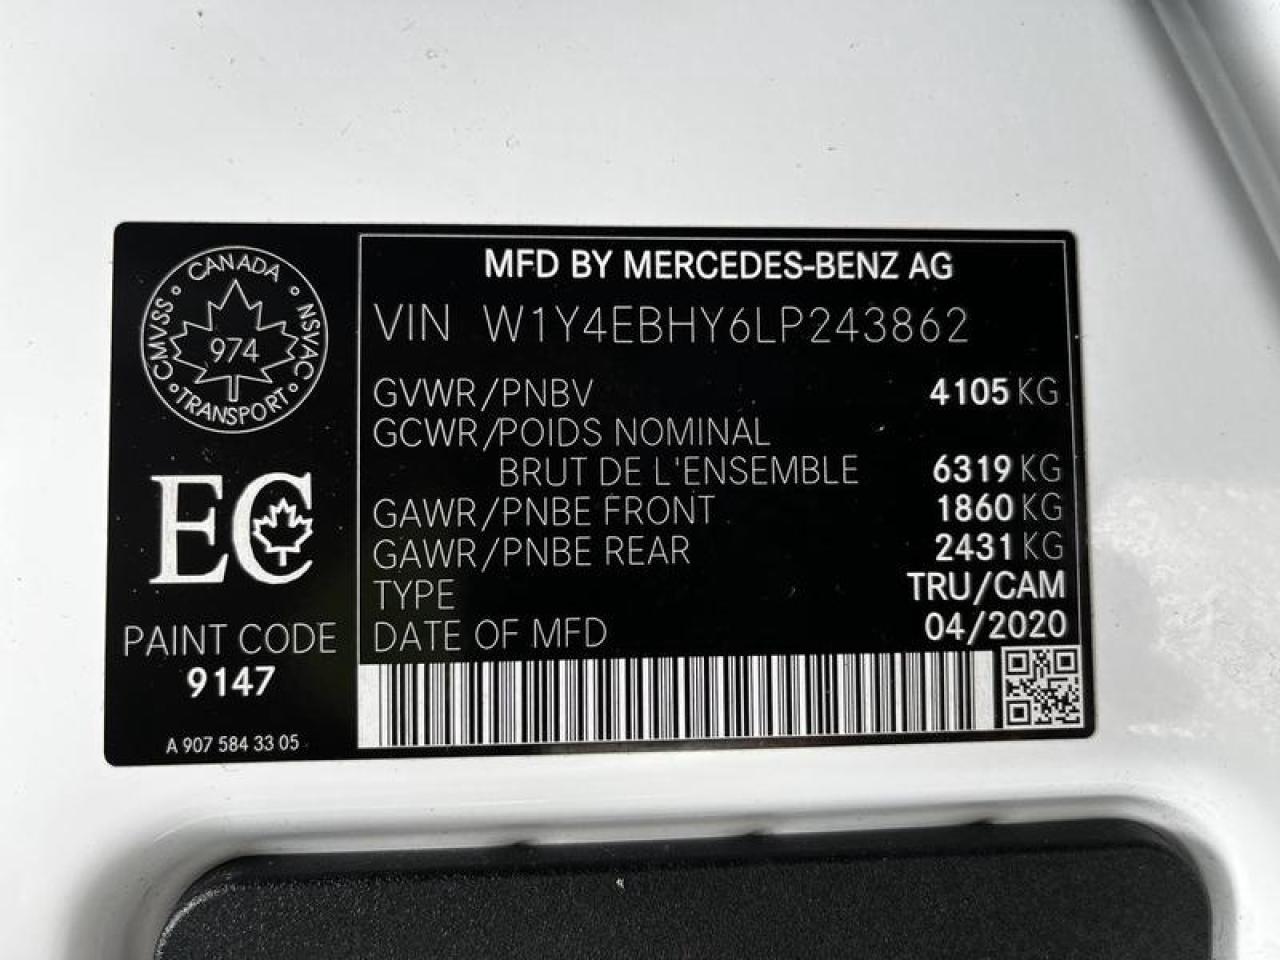 CANADA
CMVSS
NSVAC
974
TRANSPORT
EC
PAINT CODE
9147
A 907 584 33 05
MFD BY MERCEDES-BENZ AG
VIN W1Y4EBHY6LP243862
GVWR/PNBV 4105 KG
GCWR/POIDS NOMINAL
BRUT DE L'ENSEMBLE 6319 KG
GAWR/PNBE FRONT 1860 KG
GAWR/PNBE REAR 2431 KG
TYPE TRU/CAM
DATE OF MFD 04/2020